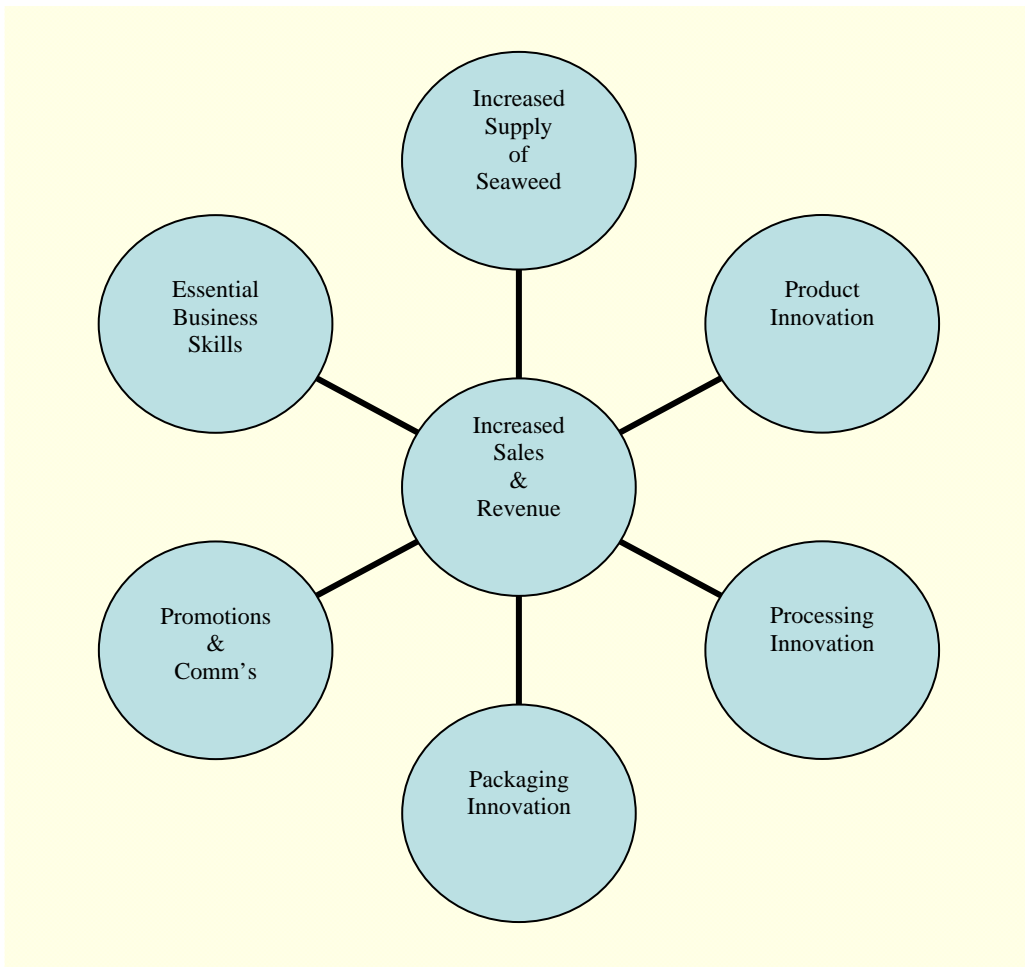 Increased
Supply
of
Seaweed
Essential
Business
Skills
Product
Innovation
Increased
Sales
&
Revenue
Promotions
&
Comm's
Processing
Innovation
Packaging
Innovation